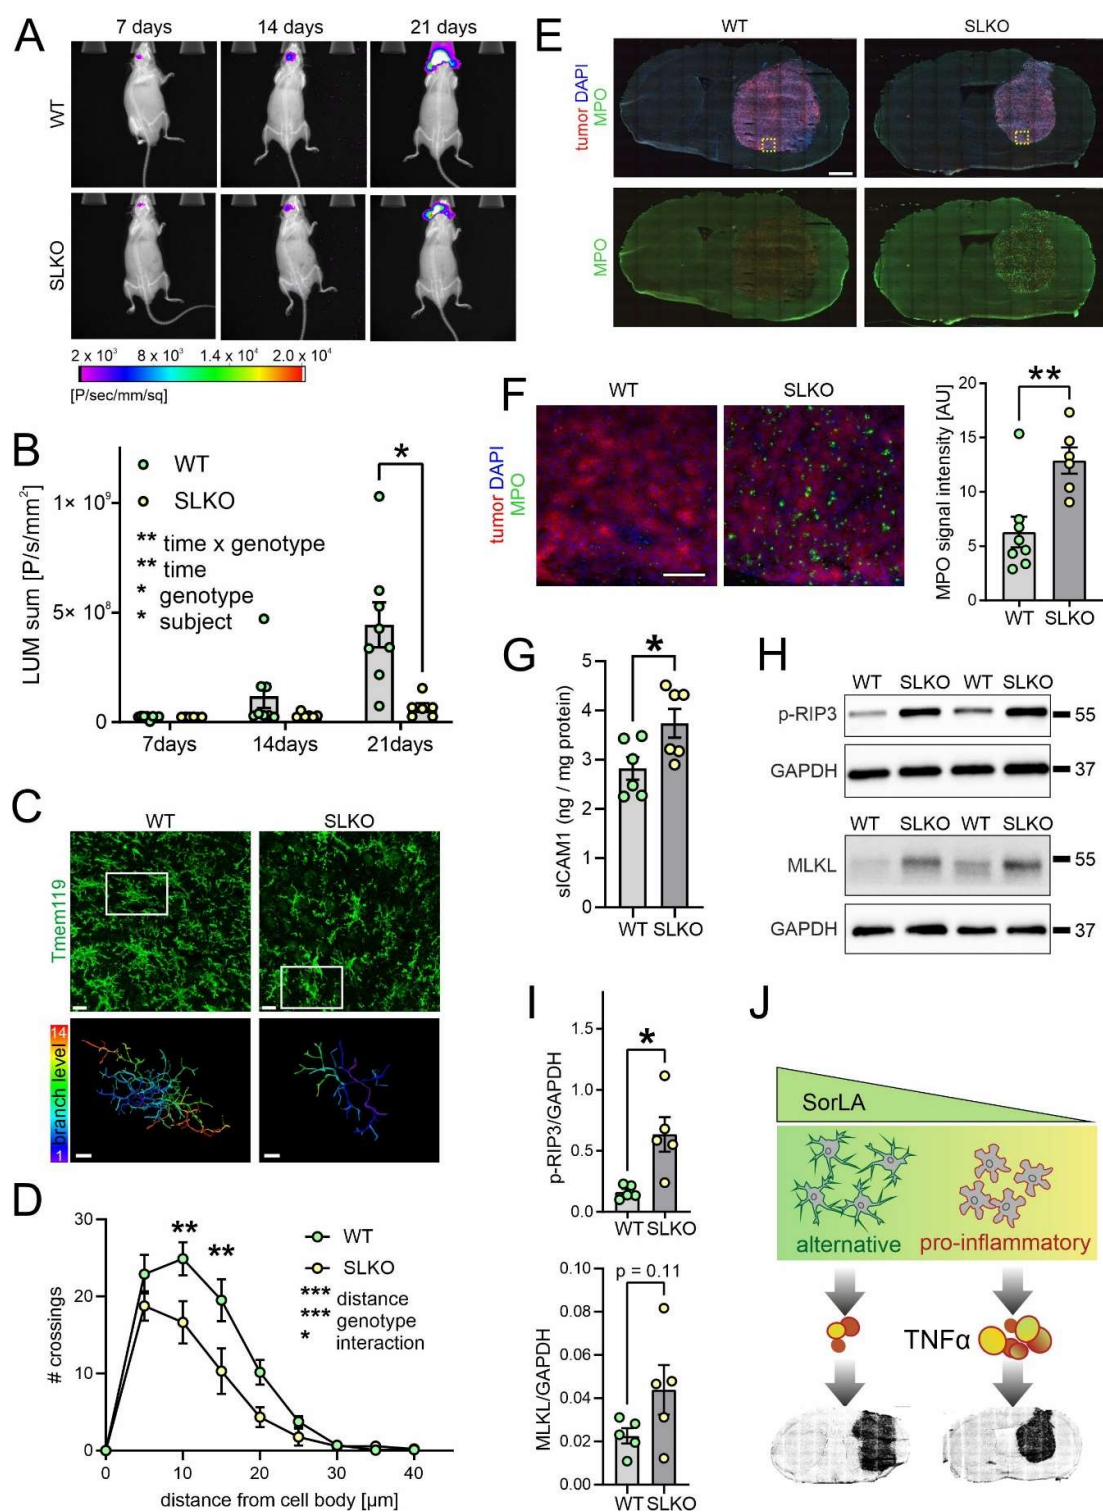 A
7 days 14 days 21 days
WT
SLKO
2 x 10³ 8 x 10³ 1.4 x 10⁴ 2.0 x 10⁴
[P/sec/mm/sq]
B
LUM sum [P/s/mm²]
1× 10⁹
5× 10⁸
0
WT
SLKO
** time x genotype
** time
* genotype
* subject
*
7days 14days 21days
C
WT SLKO
Tmem119
14
branch level
1
D
# crossings
30
20
10
0
** **
WT
SLKO
*** distance
*** genotype
* interaction
0 10 20 30 40
distance from cell body [µm]
E
WT SLKO
tumor DAPI
MPO
MPO
F
WT SLKO
tumor DAPI
MPO
MPO signal intensity [AU]
20
15
10
5
0
**
WT SLKO
G
sICAM1 (ng / mg protein)
5
4
3
2
1
0
*
WT SLKO
H
WT SLKO WT SLKO
p-RIP3 55
GAPDH 37
WT SLKO WT SLKO
MLKL 55
GAPDH 37
I
p-RIP3/GAPDH
1.5
1.0
0.5
0.0
*
WT SLKO
MLKL/GAPDH
0.10
0.08
0.06
0.04
0.02
0.00
p = 0.11
WT SLKO
J
SorLA
alternative pro-inflammatory
TNFα